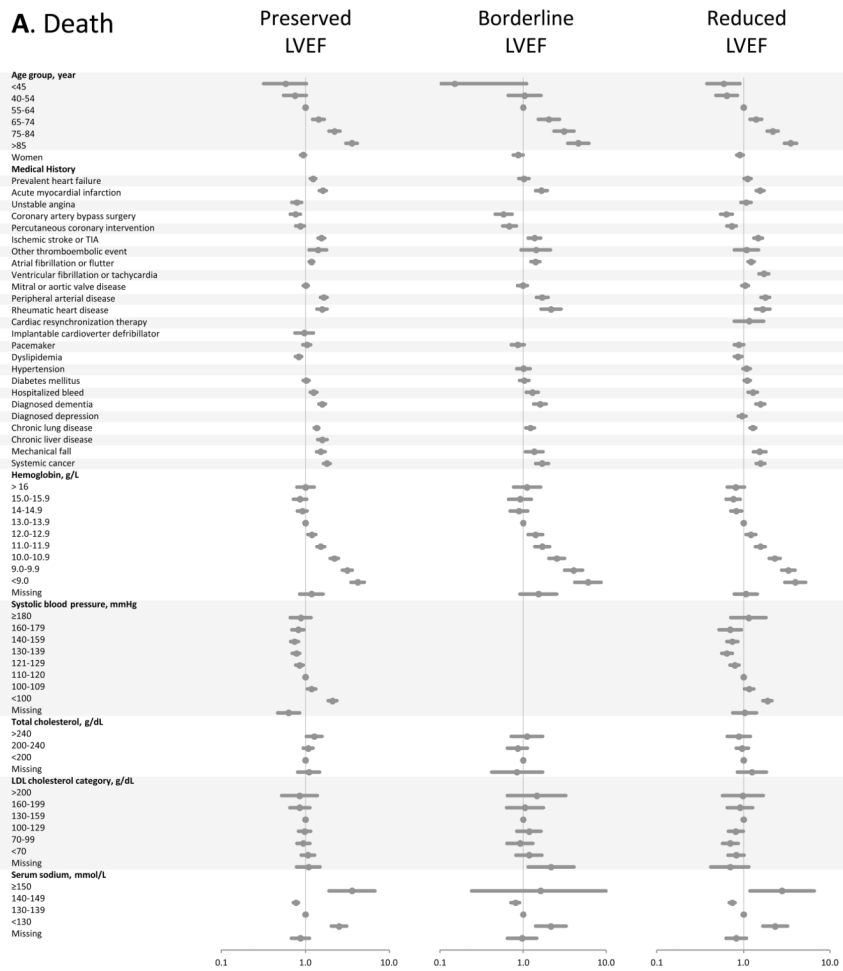 A. Death
Preserved LVEF
Borderline LVEF
Reduced LVEF
Age group, year
<45
40-54
55-64
65-74
75-84
>85
Women
Medical History
Prevalent heart failure
Acute myocardial infarction
Unstable angina
Coronary artery bypass surgery
Percutaneous coronary intervention
Ischemic stroke or TIA
Other thromboembolic event
Atrial fibrillation or flutter
Ventricular fibrillation or tachycardia
Mitral or aortic valve disease
Peripheral arterial disease
Rheumatic heart disease
Cardiac resynchronization therapy
Implantable cardioverter defibrillator
Pacemaker
Dyslipidemia
Hypertension
Diabetes mellitus
Hospitalized bleed
Diagnosed dementia
Diagnosed depression
Chronic lung disease
Chronic liver disease
Mechanical fall
Systemic cancer
Hemoglobin, g/L
> 16
15.0-15.9
14-14.9
13.0-13.9
12.0-12.9
11.0-11.9
10.0-10.9
9.0-9.9
<9.0
Missing
Systolic blood pressure, mmHg
≥180
160-179
140-159
130-139
121-129
110-120
100-109
<100
Missing
Total cholesterol, g/dL
>240
200-240
<200
Missing
LDL cholesterol category, g/dL
>200
160-199
130-159
100-129
70-99
<70
Missing
Serum sodium, mmol/L
≥150
140-149
130-139
<130
Missing
0.1 1.0 10.0 0.1 1.0 10.0 0.1 1.0 10.0